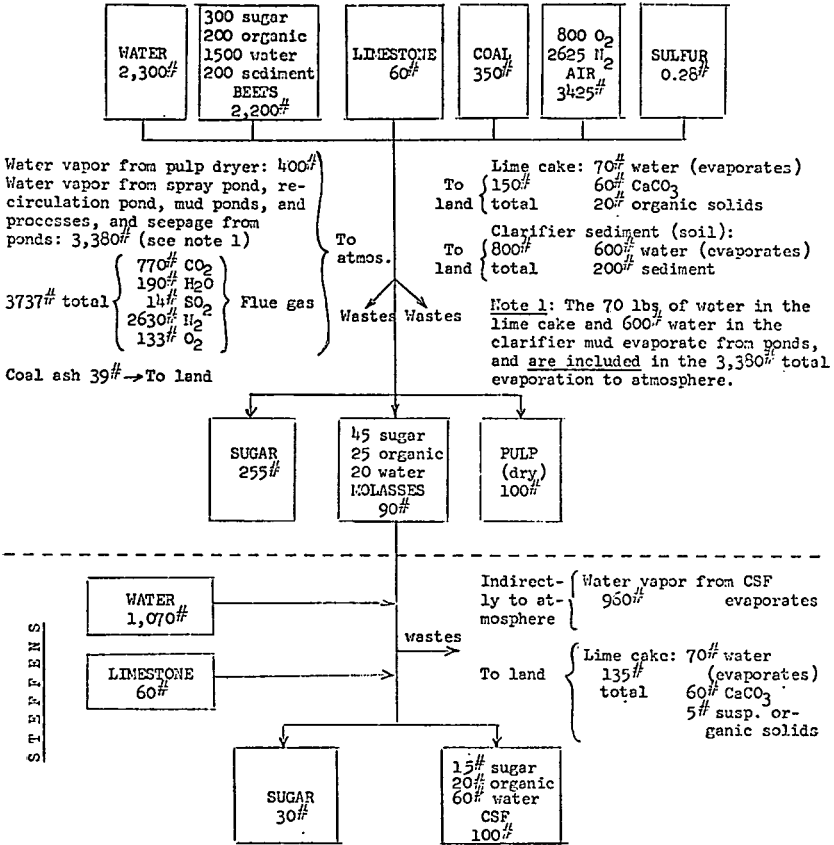 WATER
2,300#
300 sugar
200 organic
1500 water
200 sediment
BEETS
2,200#
LIMESTONE
60#
COAL
350#
800 O2
2625 N2
AIR
3425#
SULFUR
0.28#
Water vapor from pulp dryer: 400#
Water vapor from spray pond, re-
circulation pond, mud ponds, and
processes, and seepage from
ponds: 3,380# (see note 1)
3737# total
770# CO2
190# H2O
14# SO2
2630# N2
133# O2
Flue gas
To
atmos.
Coal ash 39# → To land
Wastes Wastes
To
land
Lime cake: 70# water (evaporates)
150# 60# CaCO3
total 20# organic solids
To
land
Clarifier sediment (soil):
800# 600# water (evaporates)
total 200# sediment
Note 1: The 70 lbs. of water in the
lime cake and 600# water in the
clarifier mud evaporate from ponds,
and are included in the 3,380# total
evaporation to atmosphere.
SUGAR
255#
45 sugar
25 organic
20 water
MOLASSES
90#
PULP
(dry)
100#
STEFFENS
WATER
1,070#
LIMESTONE
60#
wastes
Indirect-
ly to at-
mosphere
Water vapor from CSF
960# evaporates
To land
Lime cake: 70# water
135# (evaporates)
total 60# CaCO3
5# susp. or-
ganic solids
SUGAR
30#
15# sugar
20# organic
60# water
CSF
100#